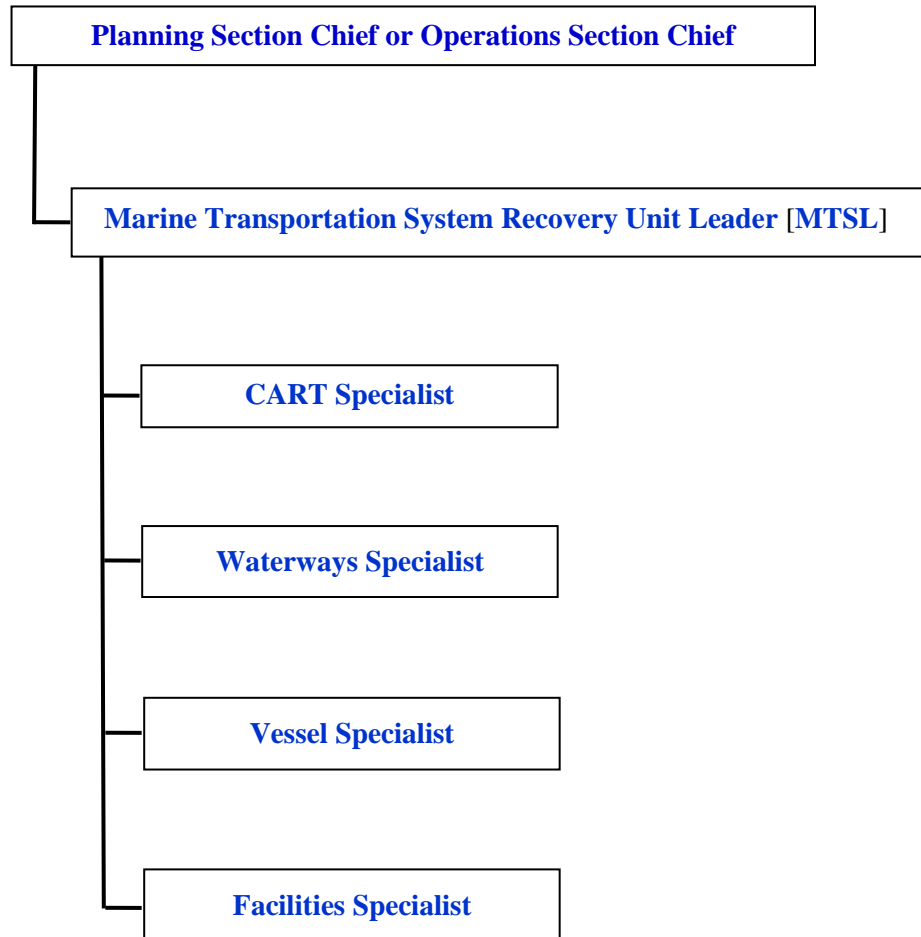 Planning Section Chief or Operations Section Chief
Marine Transportation System Recovery Unit Leader [MTSL]
CART Specialist
Waterways Specialist
Vessel Specialist
Facilities Specialist